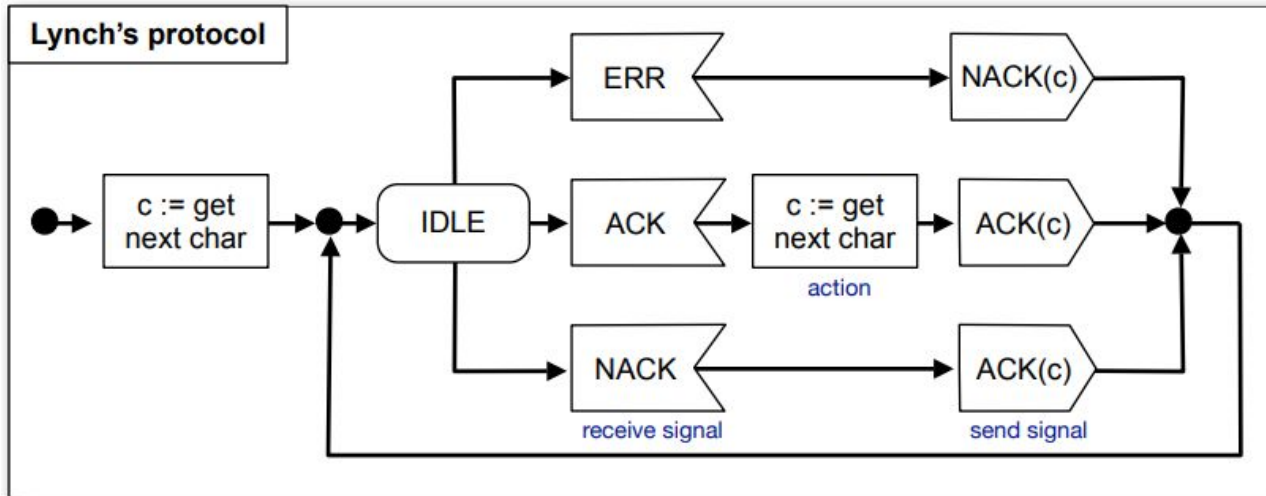 Lynch's protocol
ERR
NACK(c)
c := get
next char
IDLE
ACK
c := get
next char
ACK(c)
action
NACK
ACK(c)
receive signal
send signal